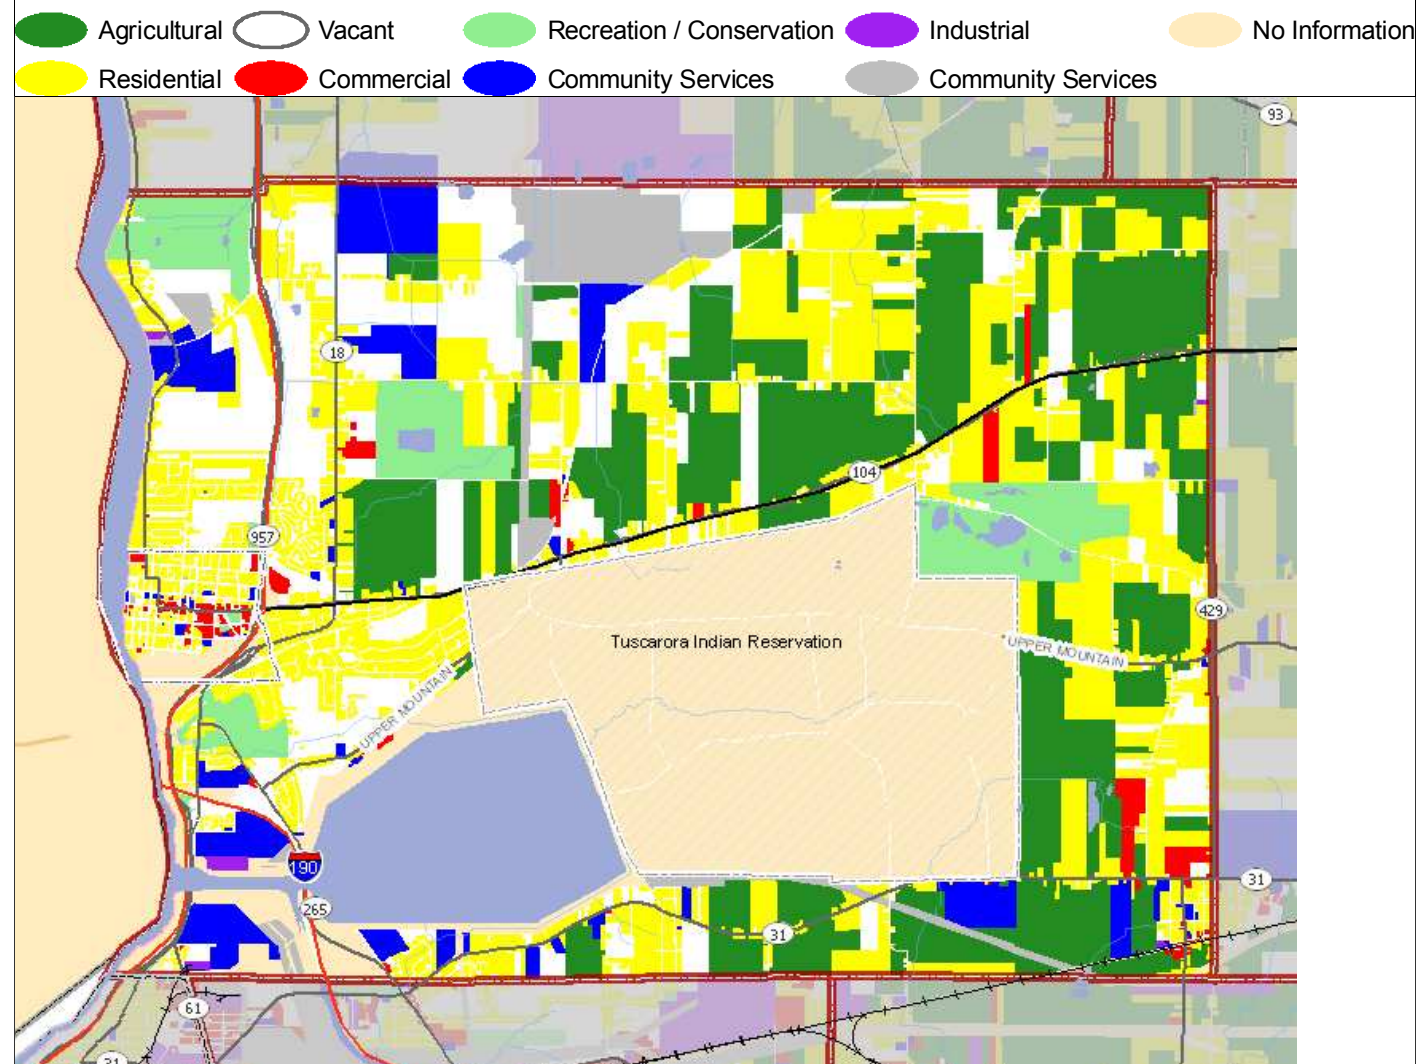 Agricultural Vacant Recreation / Conservation Industrial No Information
Residential Commercial Community Services Community Services
93
18
104
957
429
Tuscarora Indian Reservation
UPPER MOUNTAIN
UPPER MOUNTAIN
190
31
265
31
61
31